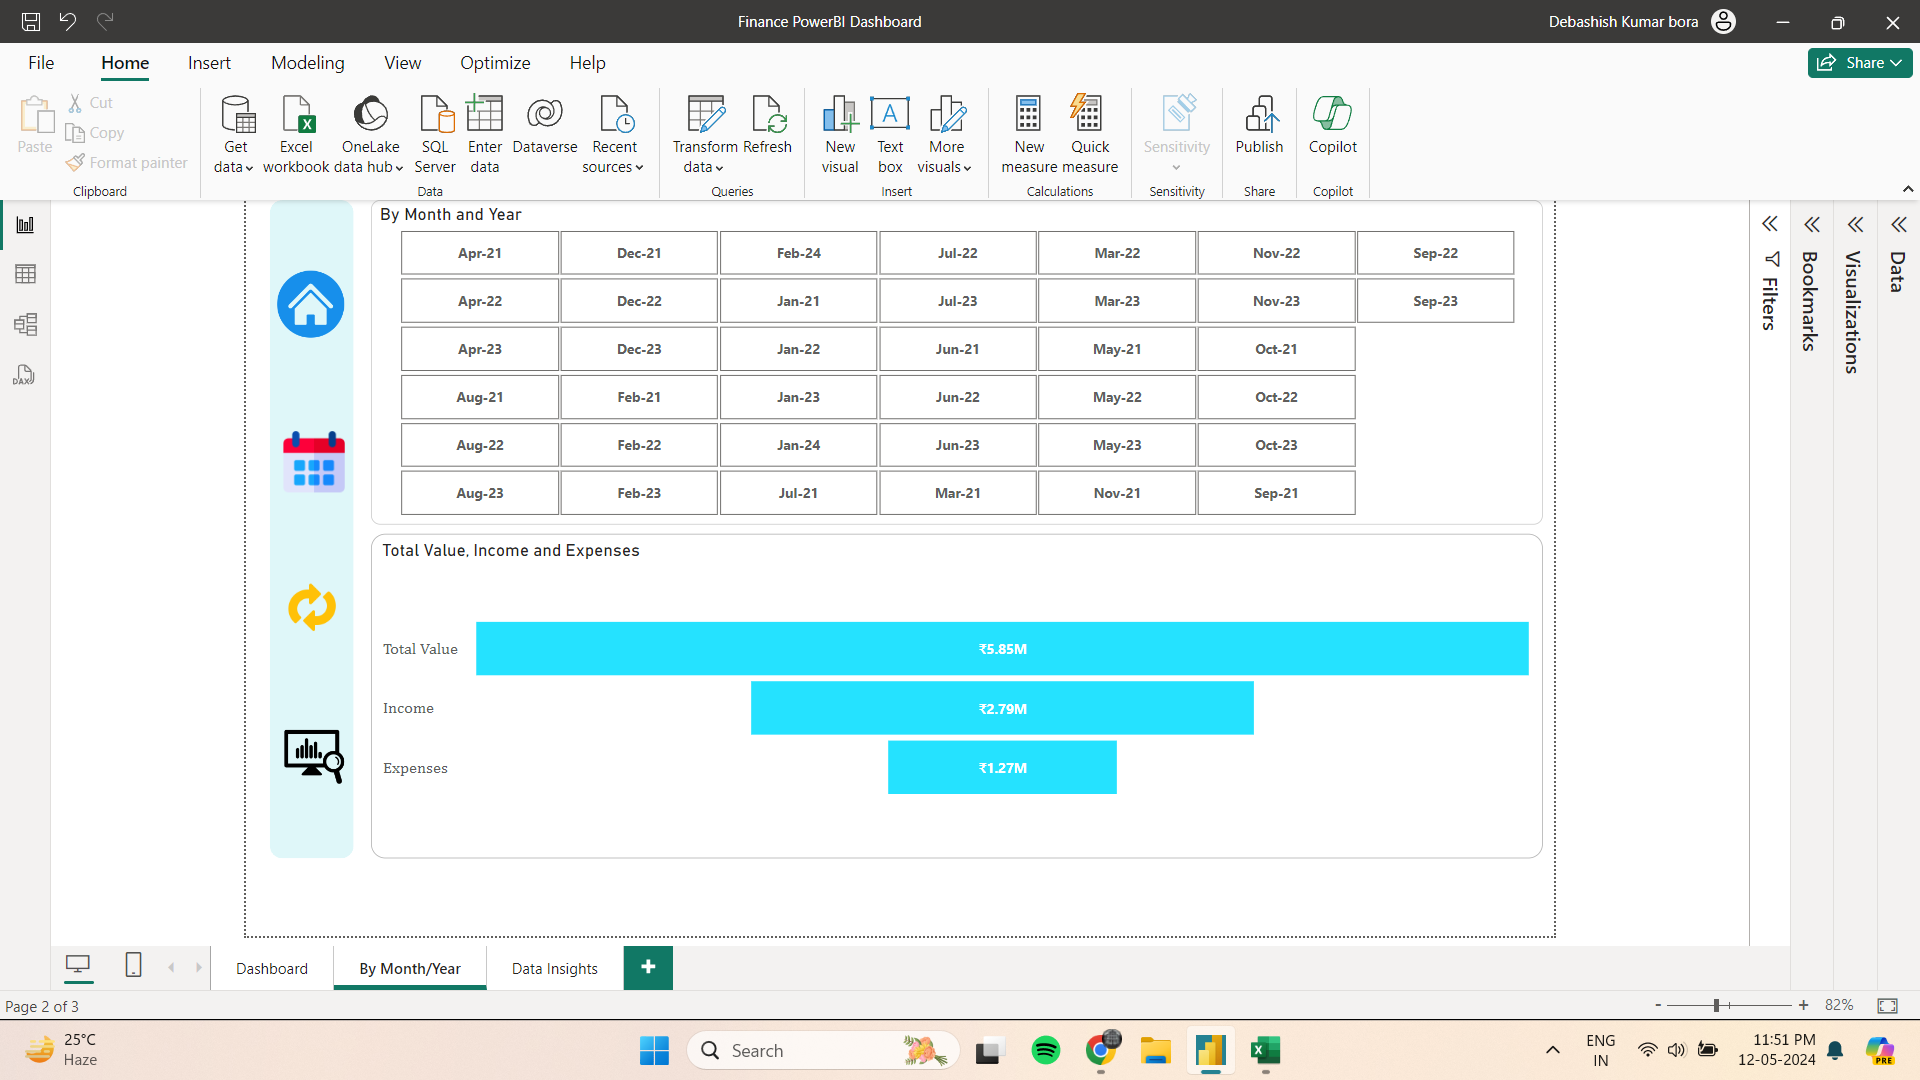 Finance PowerBI Dashboard
Debashish Kumar bora
File Home Insert Modeling View Optimize Help
Share
Paste
Cut
Copy
Format painter
Clipboard
Get data
Excel workbook
OneLake data hub
SQL Server
Enter data
Dataverse
Recent sources
Data
Transform data
Refresh
Queries
New visual
A
Text box
More visuals
Insert
New measure
Quick measure
Calculations
Sensitivity
Sensitivity
Publish
Share
Copilot
Copilot
DAX
By Month and Year
Apr-21 Dec-21 Feb-24 Jul-22 Mar-22 Nov-22 Sep-22
Apr-22 Dec-22 Jan-21 Jul-23 Mar-23 Nov-23 Sep-23
Apr-23 Dec-23 Jan-22 Jun-21 May-21 Oct-21
Aug-21 Feb-21 Jan-23 Jun-22 May-22 Oct-22
Aug-22 Feb-22 Jan-24 Jun-23 May-23 Oct-23
Aug-23 Feb-23 Jul-21 Mar-21 Nov-21 Sep-21
Total Value, Income and Expenses
Total Value ₹5.85M
Income ₹2.79M
Expenses ₹1.27M
Filters
Bookmarks
Visualizations
Data
Dashboard By Month/Year Data Insights +
Page 2 of 3
- + 82%
25°C
Haze
Search
ENG
IN
11:51 PM
12-05-2024
PRE